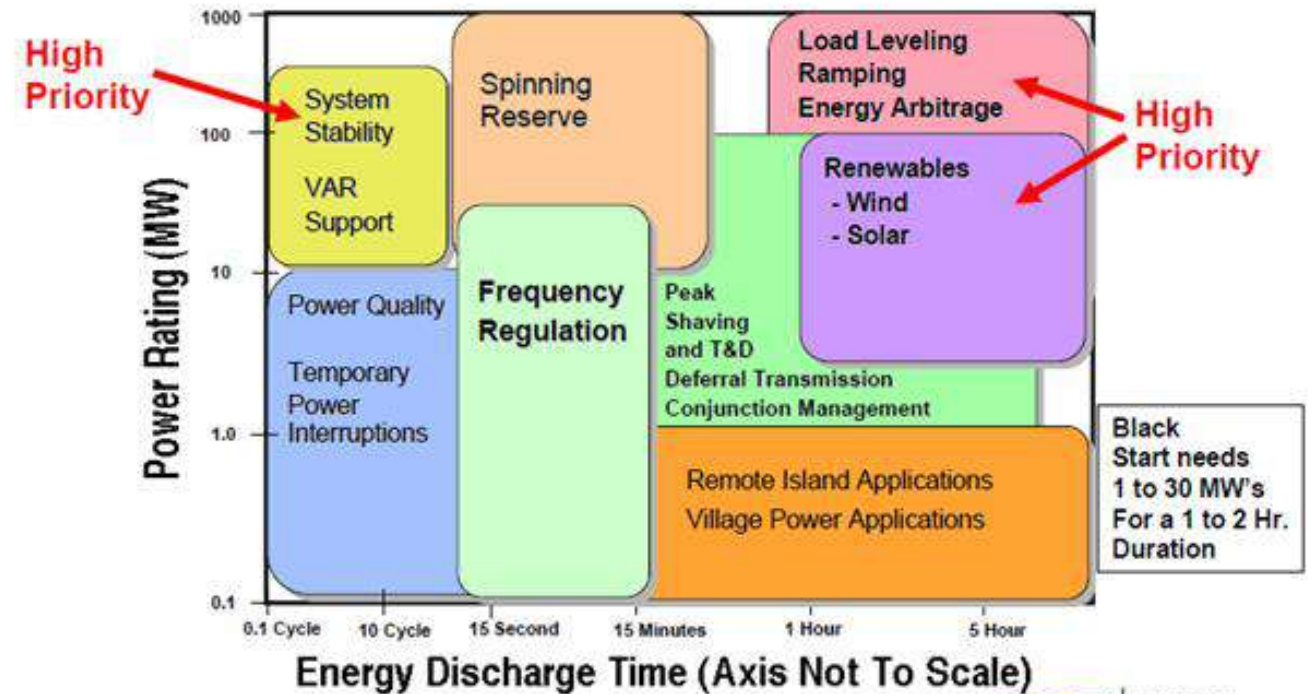 1000
High
Priority
System
Stability
VAR
Support
Spinning
Reserve
Load Leveling
Ramping
Energy Arbitrage
High
Priority
100
Renewables
- Wind
- Solar
Power Rating (MW)
10
Power Quality
Temporary
Power
Interruptions
Frequency
Regulation
Peak
Shaving
and T&D
Deferral Transmission
Conjunction Management
1.0
Remote Island Applications
Village Power Applications
Black
Start needs
1 to 30 MW's
For a 1 to 2 Hr.
Duration
0.1
0.1 Cycle
10 Cycle
15 Second
15 Minutes
1 Hour
5 Hour
Energy Discharge Time (Axis Not To Scale)